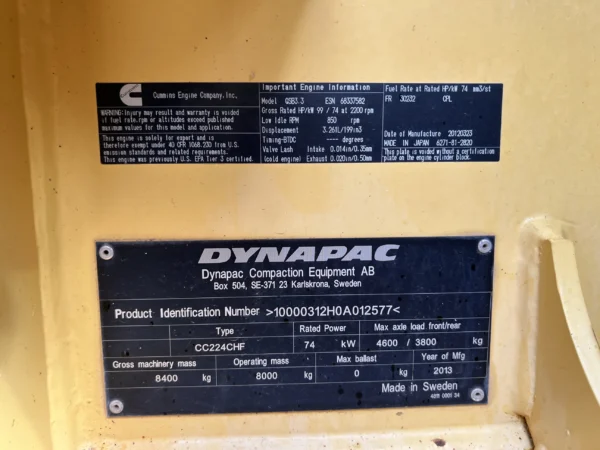 Cummins Engine Company, Inc.
WARNING: Injury may result and warranty is voided
if fuel rate, rpm or altitudes exceed published
maximum values for this model and application.
This engine is solely for export and is
therefore exempt under 40 CFR 1068.230 from U.S.
emission standards and related requirements.
This engine was previously U.S. EPA Tier 3 certified.
Important Engine Information
Model QSB3.3 ESN 68337582
Gross Rated HP/kW 99 / 74 at 2200 rpm
Low Idle RPM 850 rpm
Displacement 3.261L/199in3
Timing-BTDC ---- degrees
Valve Lash Intake 0.014in/0.35mm
(cold engine) Exhaust 0.020in/0.50mm
Fuel Rate at Rated HP/kW 74 mm3/st
FR 30232 CPL
Date of Manufacture 20120323
MADE IN JAPAN 6271-81-2820
This plate is voided without a certification
plate on the engine cylinder block.
DYNAPAC
Dynapac Compaction Equipment AB
Box 504, SE-371 23 Karlskrona, Sweden
Product Identification Number >10000312H0A012577<
Type Rated Power Max axle load front/rear
CC224CHF 74 kW 4600 / 3800 kg
Gross machinery mass Operating mass Max ballast Year of Mfg
8400 kg 8000 kg 0 kg 2013
Made in Sweden